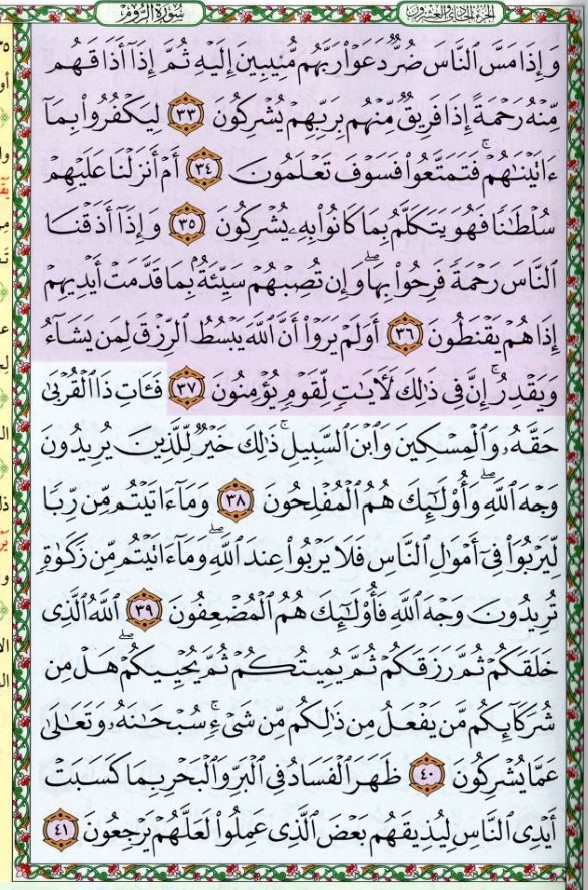 الجزء الحادي والعشرون
سورة الروم
وَإِذَا مَسَّ ٱلنَّاسَ ضُرٌّ دَعَوۡا۟ رَبَّهُم مُّنِيبِينَ إِلَيۡهِ ثُمَّ إِذَآ أَذَاقَهُم
مِّنۡهُ رَحۡمَةً إِذَا فَرِيقٌ مِّنۡهُم بِرَبِّهِمۡ يُشۡرِكُونَ ٣٣ لِيَكۡفُرُوا۟ بِمَآ
ءَاتَيۡنَٰهُمۡۚ فَتَمَتَّعُوا۟ فَسَوۡفَ تَعۡلَمُونَ ٣٤ أَمۡ أَنزَلۡنَا عَلَيۡهِمۡ
سُلۡطَٰنًا فَهُوَ يَتَكَلَّمُ بِمَا كَانُوا۟ بِهِۦ يُشۡرِكُونَ ٣٥ وَإِذَآ أَذَقۡنَا
ٱلنَّاسَ رَحۡمَةً فَرِحُوا۟ بِهَاۖ وَإِن تُصِبۡهُمۡ سَيِّئَةٌۢ بِمَا قَدَّمَتۡ أَيۡدِيهِمۡ
إِذَا هُمۡ يَقۡنَطُونَ ٣٦ أَوَلَمۡ يَرَوۡا۟ أَنَّ ٱللَّهَ يَبۡسُطُ ٱلرِّزۡقَ لِمَن يَشَآءُ
وَيَقۡدِرُۚ إِنَّ فِى ذَٰلِكَ لَءَايَٰتٍ لِّقَوۡمٍ يُؤۡمِنُونَ ٣٧ فَـَٔاتِ ذَا ٱلۡقُرۡبَىٰ
حَقَّهُۥ وَٱلۡمِسۡكِينَ وَٱبۡنَ ٱلسَّبِيلِۚ ذَٰلِكَ خَيۡرٌ لِّلَّذِينَ يُرِيدُونَ
وَجۡهَ ٱللَّهِۖ وَأُو۟لَٰٓئِكَ هُمُ ٱلۡمُفۡلِحُونَ ٣٨ وَمَآ ءَاتَيۡتُم مِّن رِّبًا
لِّيَرۡبُوَا۟ فِىٓ أَمۡوَٰلِ ٱلنَّاسِ فَلَا يَرۡبُوا۟ عِندَ ٱللَّهِۖ وَمَآ ءَاتَيۡتُم مِّن زَكَوٰةٍ
تُرِيدُونَ وَجۡهَ ٱللَّهِ فَأُو۟لَٰٓئِكَ هُمُ ٱلۡمُضۡعِفُونَ ٣٩ ٱللَّهُ ٱلَّذِى
خَلَقَكُمۡ ثُمَّ رَزَقَكُمۡ ثُمَّ يُمِيتُكُمۡ ثُمَّ يُحۡيِيكُمۡۖ هَلۡ مِن
شُرَكَآئِكُم مَّن يَفۡعَلُ مِن ذَٰلِكُم مِّن شَىۡءٍۚ سُبۡحَٰنَهُۥ وَتَعَٰلَىٰ
عَمَّا يُشۡرِكُونَ ٤٠ ظَهَرَ ٱلۡفَسَادُ فِى ٱلۡبَرِّ وَٱلۡبَحۡرِ بِمَا كَسَبَتۡ
أَيۡدِى ٱلنَّاسِ لِيُذِيقَهُم بَعۡضَ ٱلَّذِى عَمِلُوا۟ لَعَلَّهُمۡ يَرۡجِعُونَ ٤١